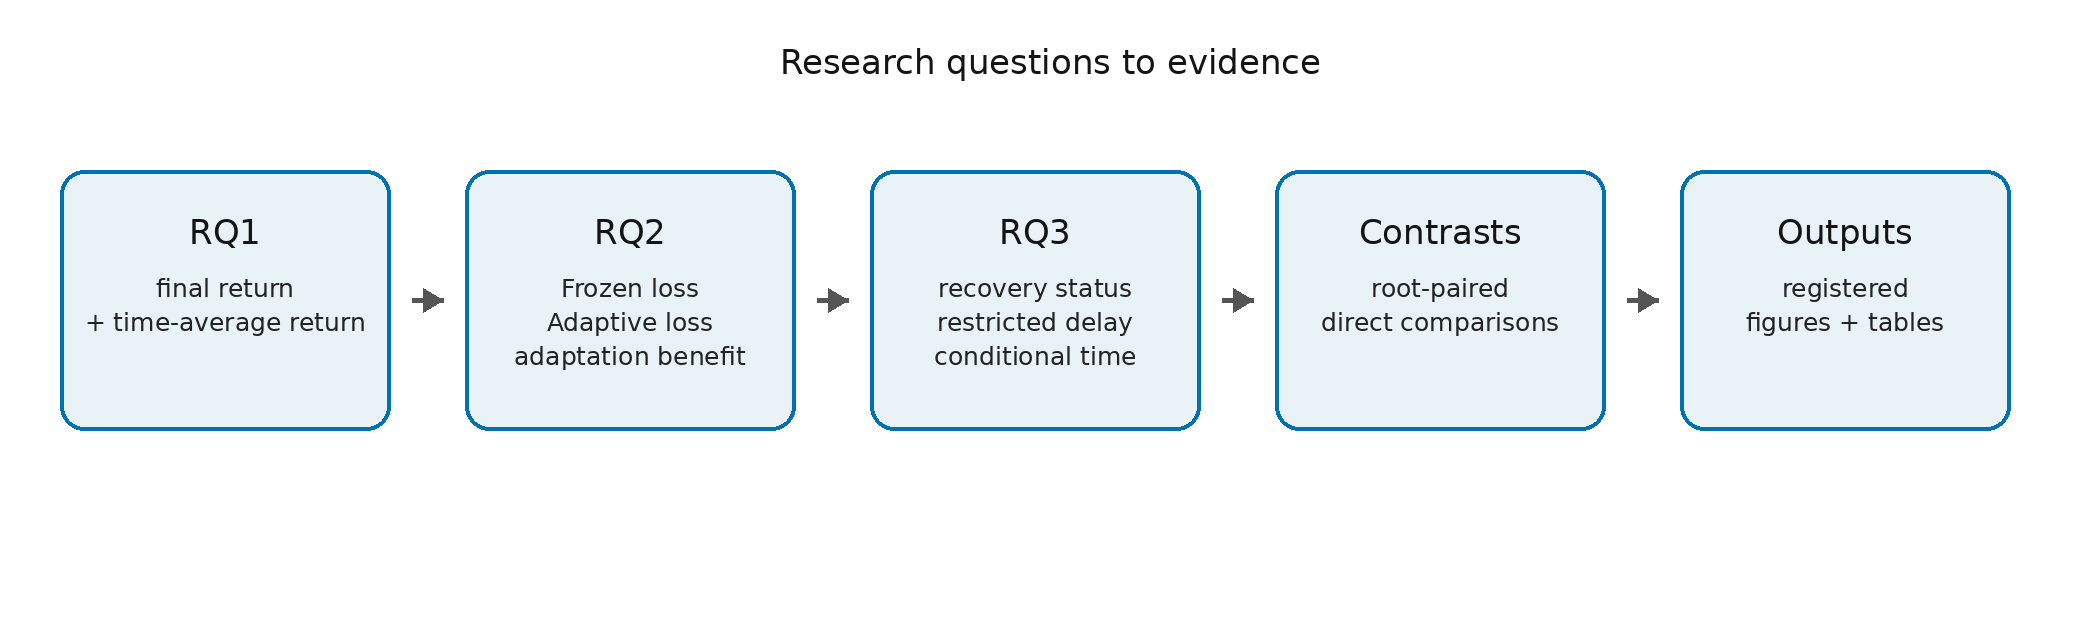 Research questions to evidence
RQ1
final return
+ time-average return
RQ2
Frozen loss
Adaptive loss
adaptation benefit
RQ3
recovery status
restricted delay
conditional time
Contrasts
root-paired
direct comparisons
Outputs
registered
figures + tables